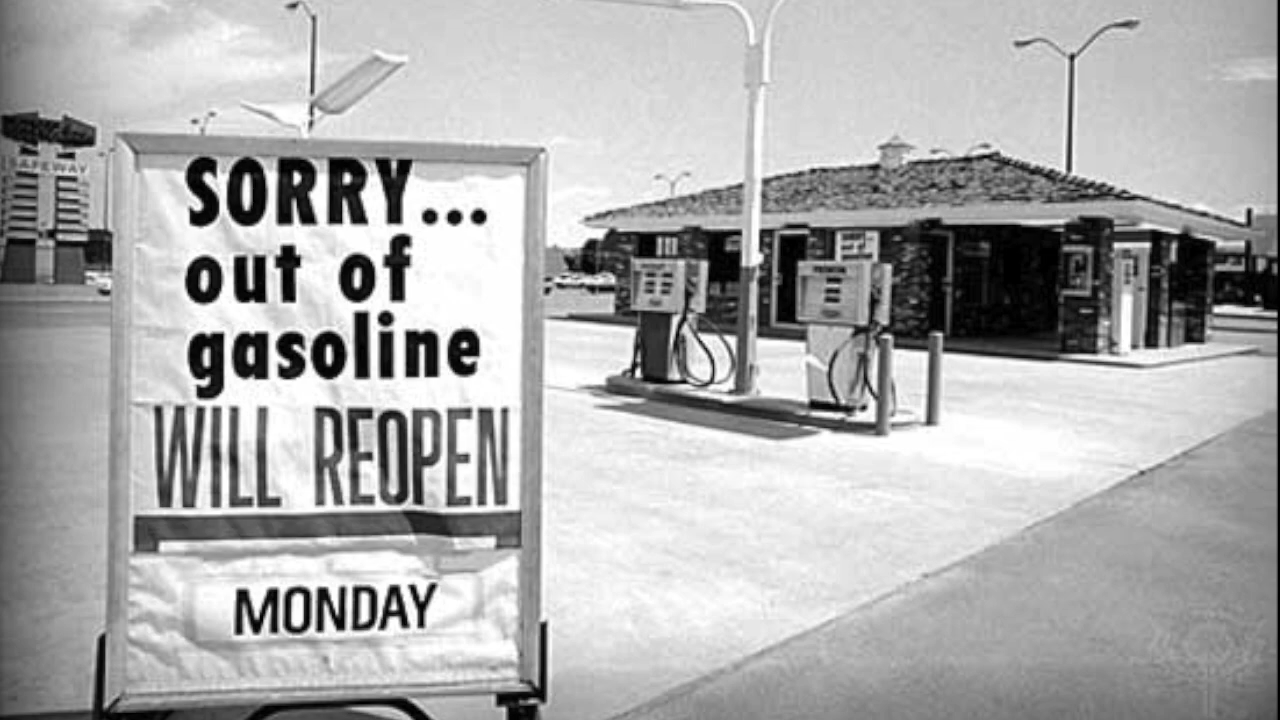 SORRY...
out of
gasoline
WILL REOPEN
MONDAY
SAFEWAY